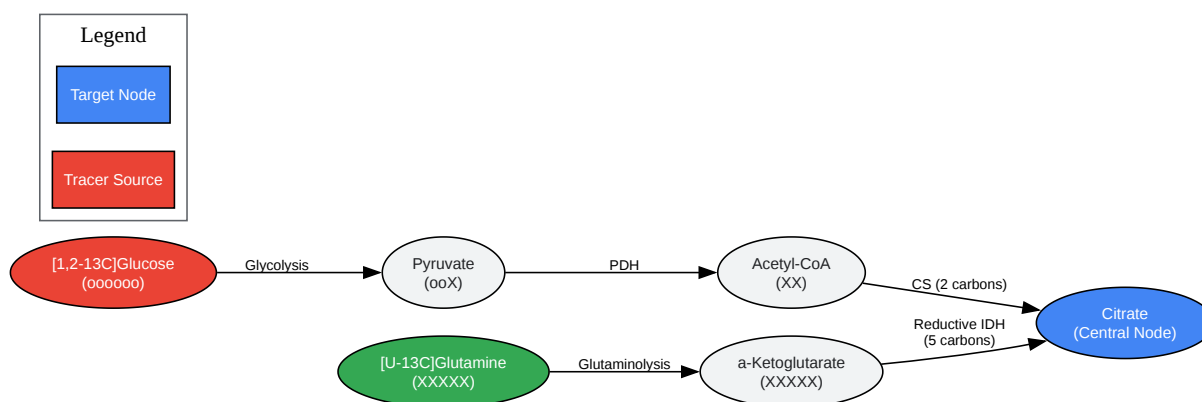 Legend
Target Node
Tracer Source
[1,2-13C]Glucose
(oooooo)
Glycolysis
Pyruvate
(ooX)
PDH
Acetyl-CoA
(XX)
CS (2 carbons)
Citrate
(Central Node)
[U-13C]Glutamine
(XXXXX)
Glutaminolysis
a-Ketoglutarate
(XXXXX)
Reductive IDH
(5 carbons)